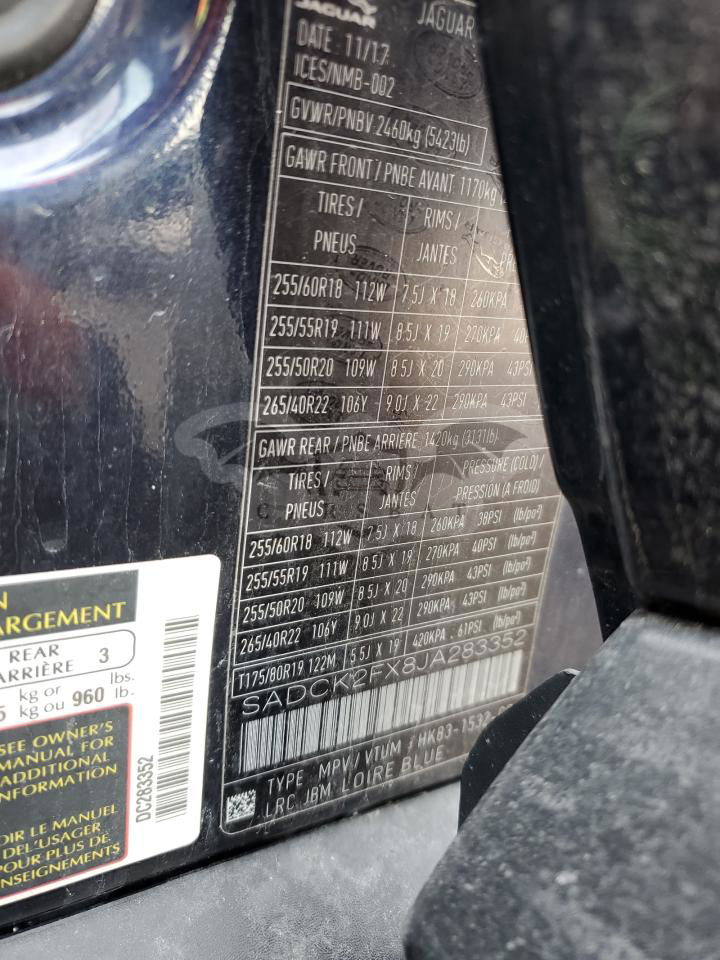 JAGUAR JAGUAR
DATE 11/17
ICES/NMB-002
GVWR/PNBV 2460kg (5423lb)
GAWR FRONT / PNBE AVANT 1170kg
TIRES / RIMS /
PNEUS JANTES
255/60R18 112W 7.5J X 18 260KPA
255/55R19 111W 8.5J X 19 270KPA
255/50R20 109W 8.5J X 20 290KPA 43PSI
265/40R22 106Y 9.0J X 22 290KPA 43PSI
GAWR REAR / PNBE ARRIÈRE 1420kg (3131lb)
TIRES / RIMS / PRESSURE (COLD) /
PNEUS JANTES PRESSION (A FROID)
255/60R18 112W 7.5J X 18 260KPA 38PSI (lb/po²)
255/55R19 111W 8.5J X 19 270KPA 40PSI (lb/po²)
255/50R20 109W 8.5J X 20 290KPA 43PSI (lb/po²)
265/40R22 106Y 9.0J X 22 290KPA 43PSI (lb/po²)
T175/80R19 122M 5.5J X 19 420KPA 61PSI (lb/po²)
SADCK2FX8JA283352
TYPE MPV/VTUM HK83-1532
LRC JBM LOIRE BLUE
ARGEMENT
REAR 3
ARRIÈRE
kg or
kg ou 960 lbs.
lb.
SEE OWNER'S
MANUAL FOR
ADDITIONAL
INFORMATION
LE MANUEL
DE L'USAGER
POUR PLUS DE
DC283352